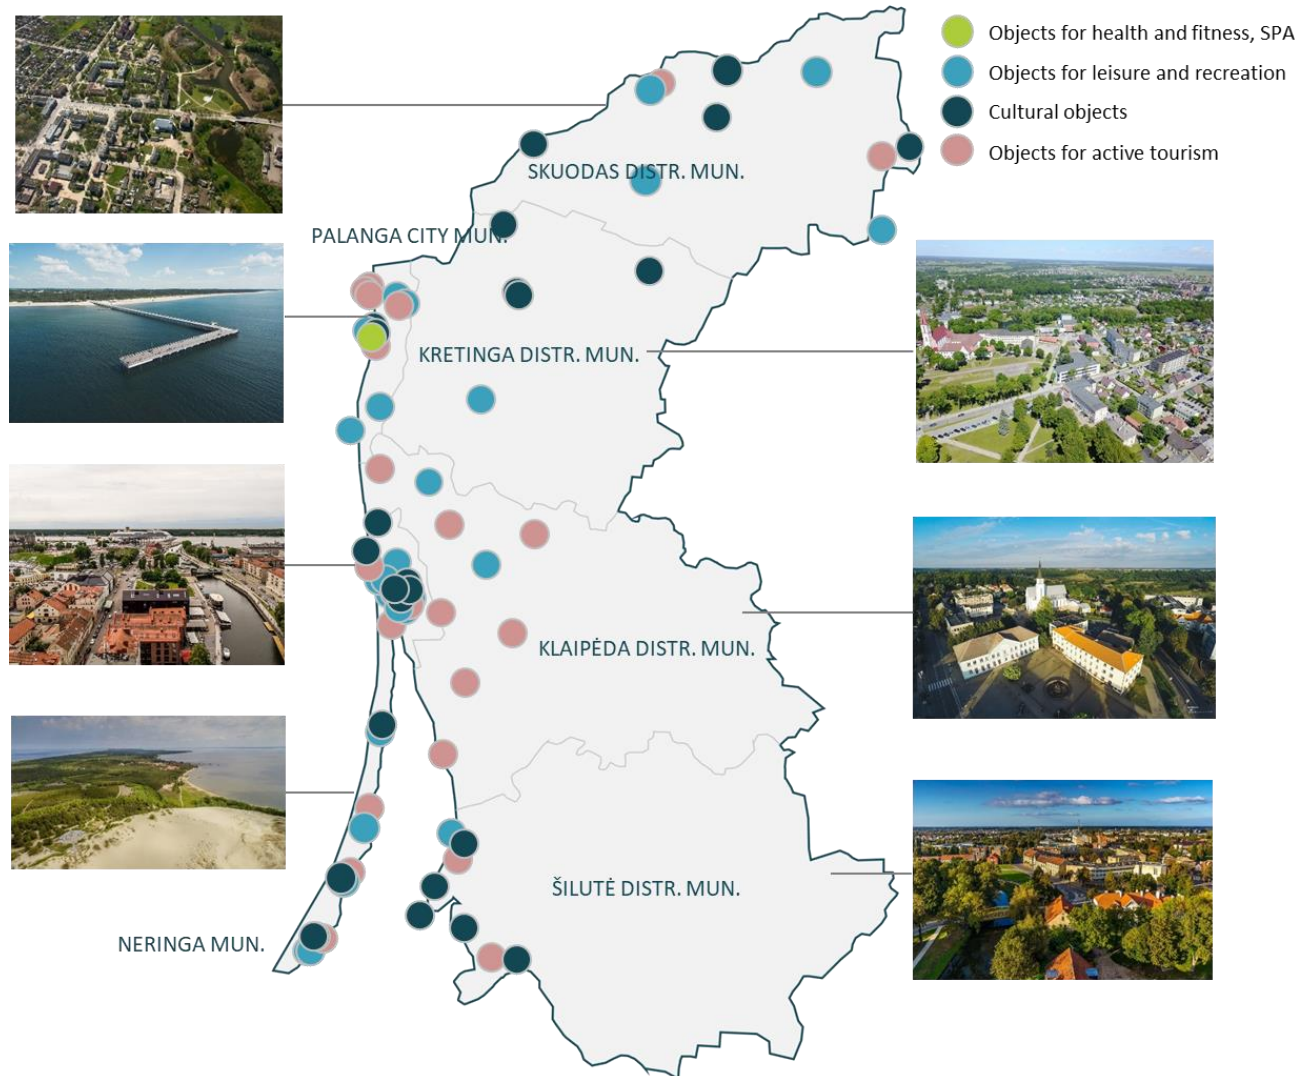 Objects for health and fitness, SPA
Objects for leisure and recreation
Cultural objects
Objects for active tourism
SKUODAS DISTR. MUN.
PALANGA CITY MUN.
KRETINGA DISTR. MUN.
KLAIPĖDA DISTR. MUN.
ŠILUTĖ DISTR. MUN.
NERINGA MUN.